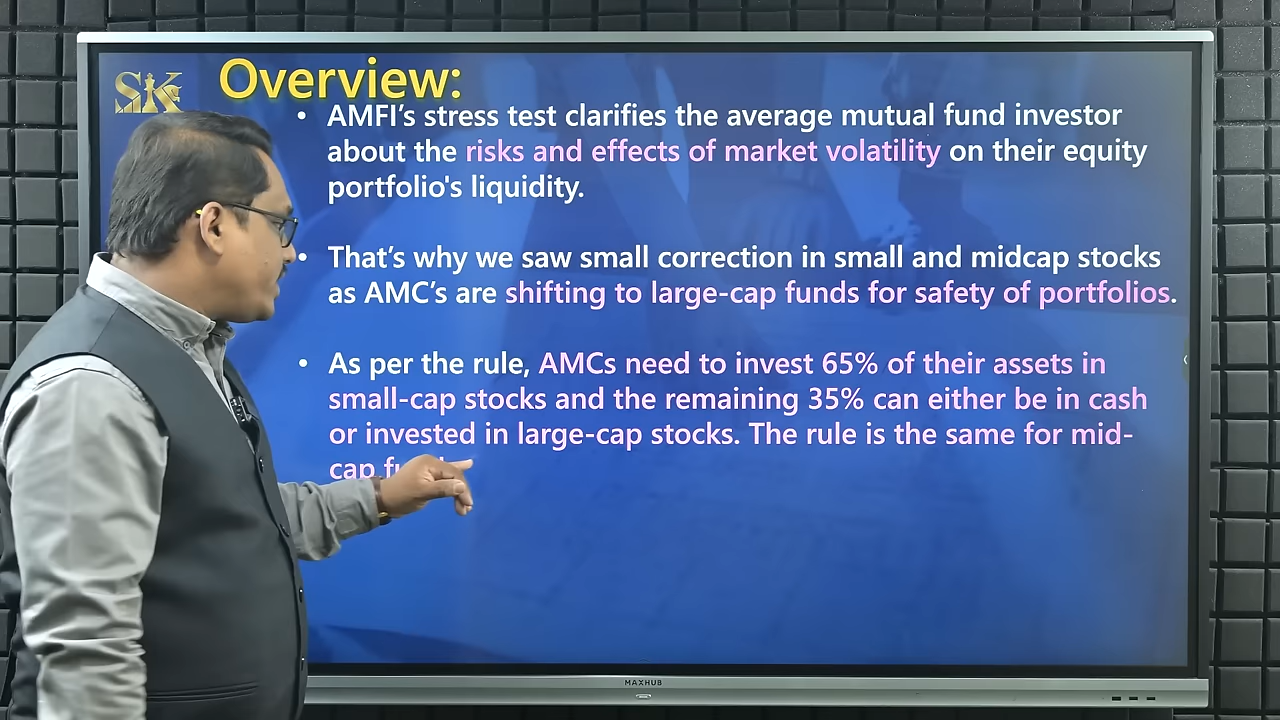 SK
Overview:
• AMFI’s stress test clarifies the average mutual fund investor
about the risks and effects of market volatility on their equity
portfolio's liquidity.
• That’s why we saw small correction in small and midcap stocks
as AMC’s are shifting to large-cap funds for safety of portfolios.
• As per the rule, AMCs need to invest 65% of their assets in
small-cap stocks and the remaining 35% can either be in cash
or invested in large-cap stocks. The rule is the same for mid-
cap
MAXHUB